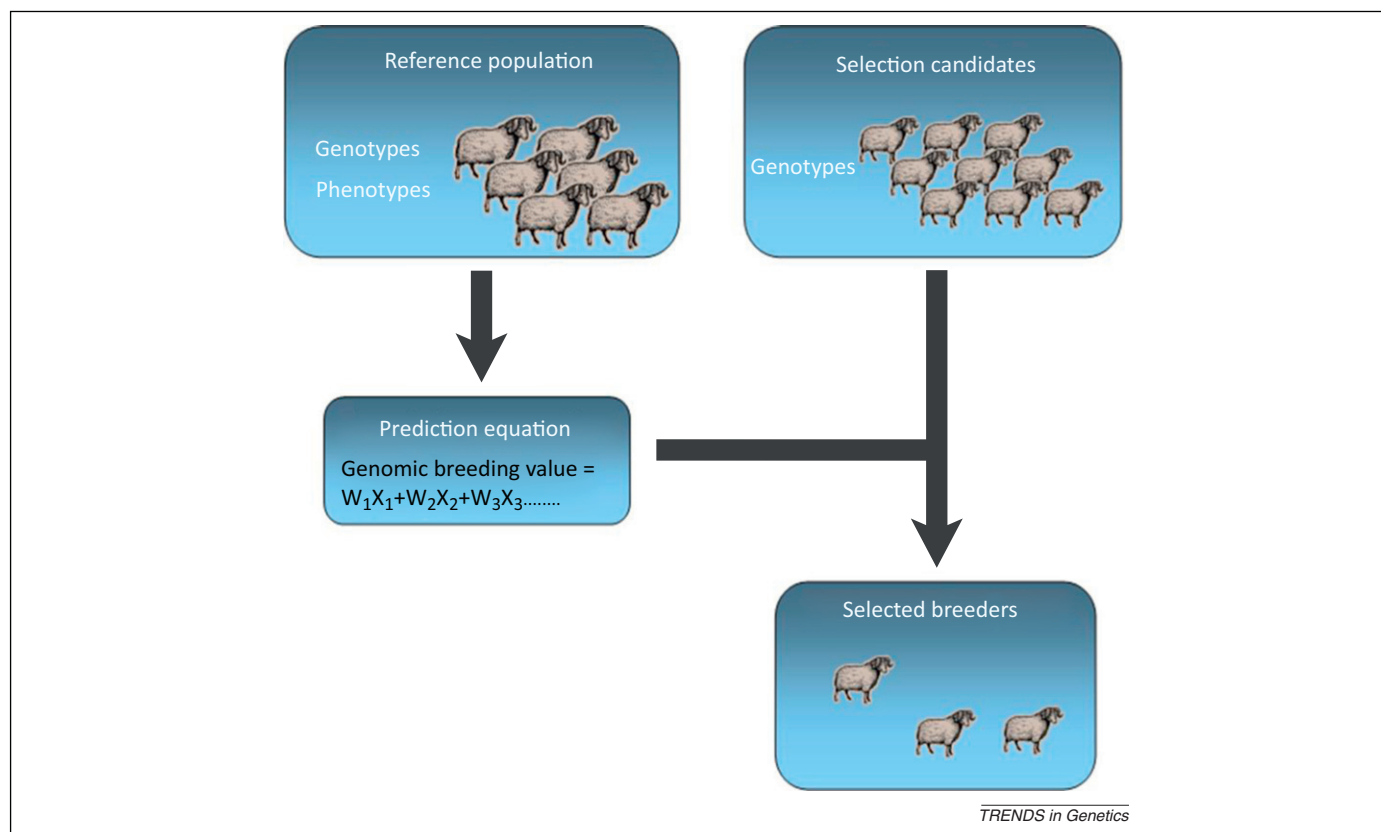 Reference population
Genotypes
Phenotypes
Selection candidates
Genotypes
Prediction equation
Genomic breeding value =
W₁X₁+W₂X₂+W₃X₃........
Selected breeders
TRENDS in Genetics